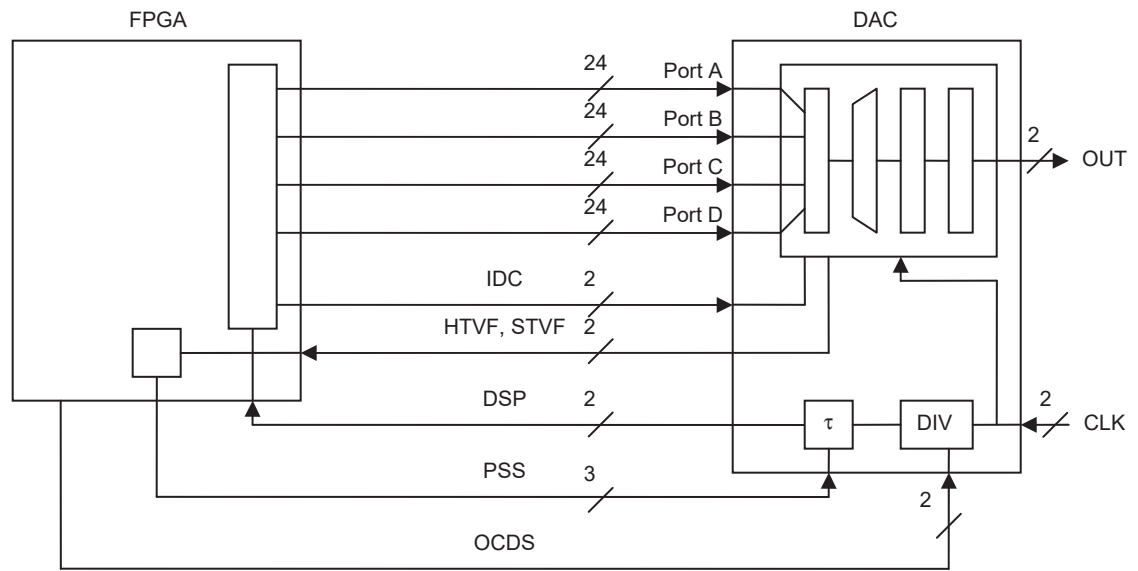 FPGA
DAC
24
Port A
24
Port B
24
Port C
24
Port D
2
OUT
IDC
2
HTVF, STVF
2
DSP
2
τ
DIV
2
CLK
PSS
3
2
OCDS